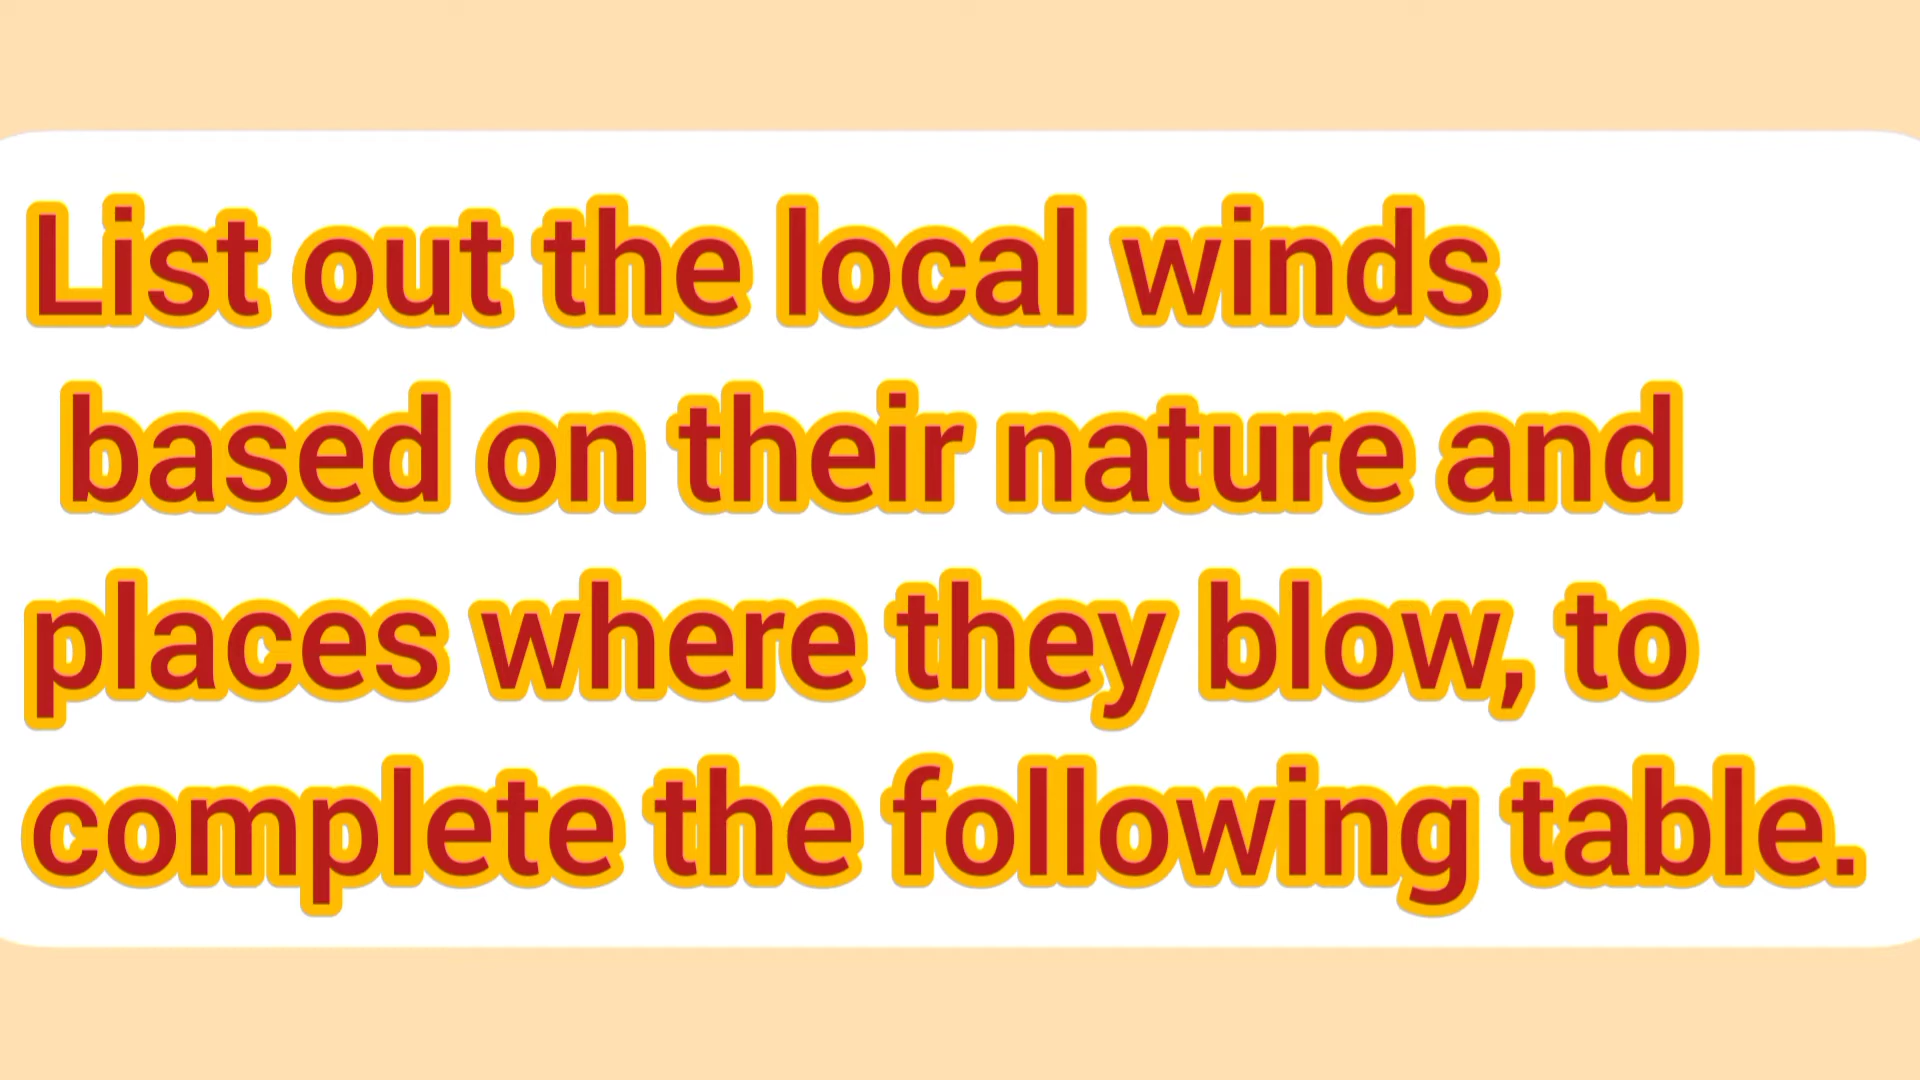 List out the local winds
based on their nature and
places where they blow, to
complete the following table.